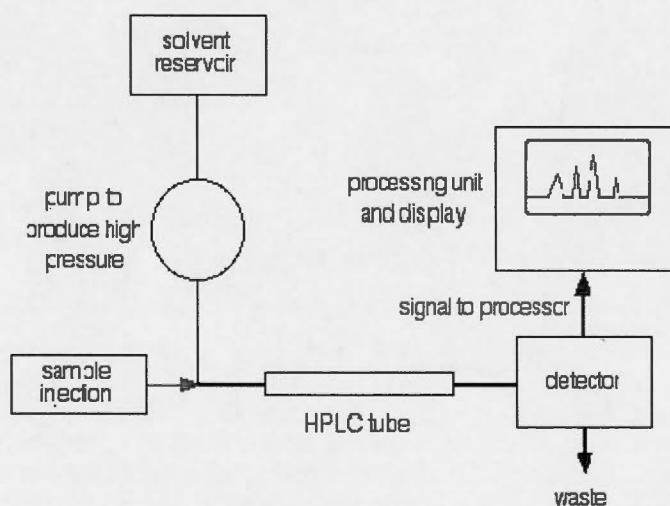 solvent
reservoir
pump to
produce high
pressure
processing unit
and display
signal to processor
sample
injection
HPLC tube
detector
waste